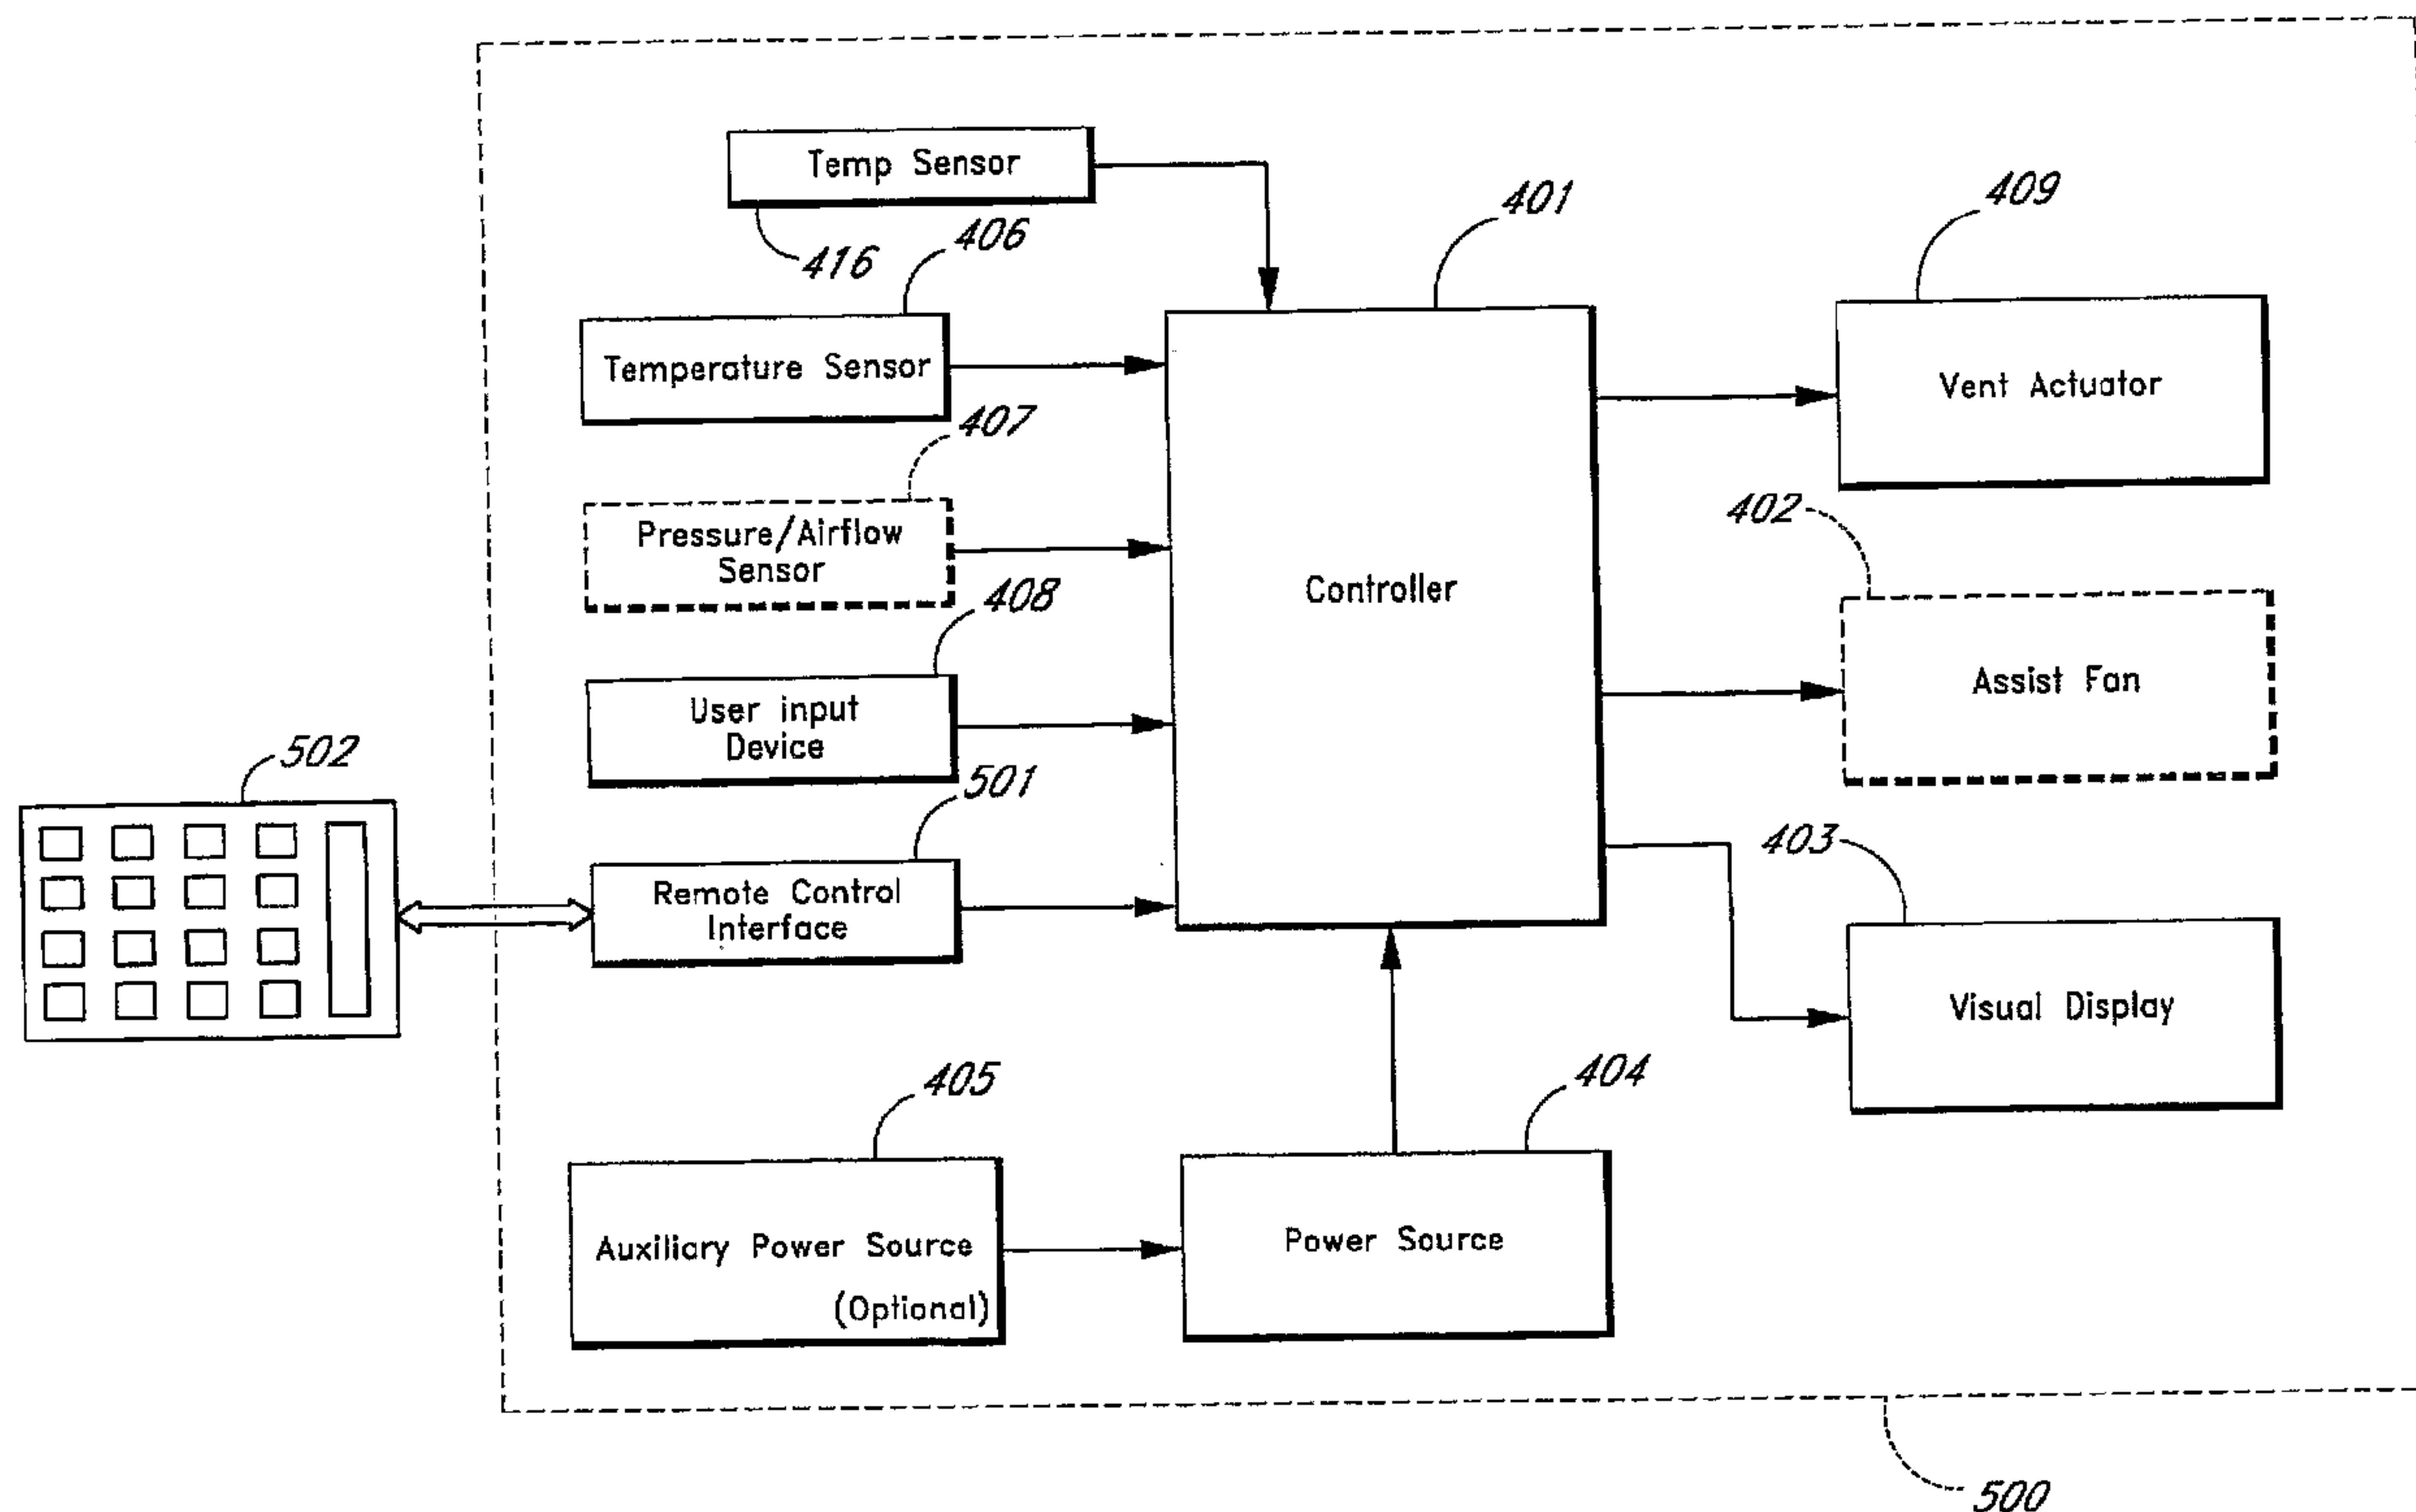 Temp Sensor
416
406
401
409
Temperature Sensor
Vent Actuator
407
Pressure/Airflow
Sensor
402
408
Controller
Assist Fan
User input
Device
502
501
403
Remote Control
Interface
Visual Display
405
404
Auxiliary Power Source
(Optional)
Power Source
500